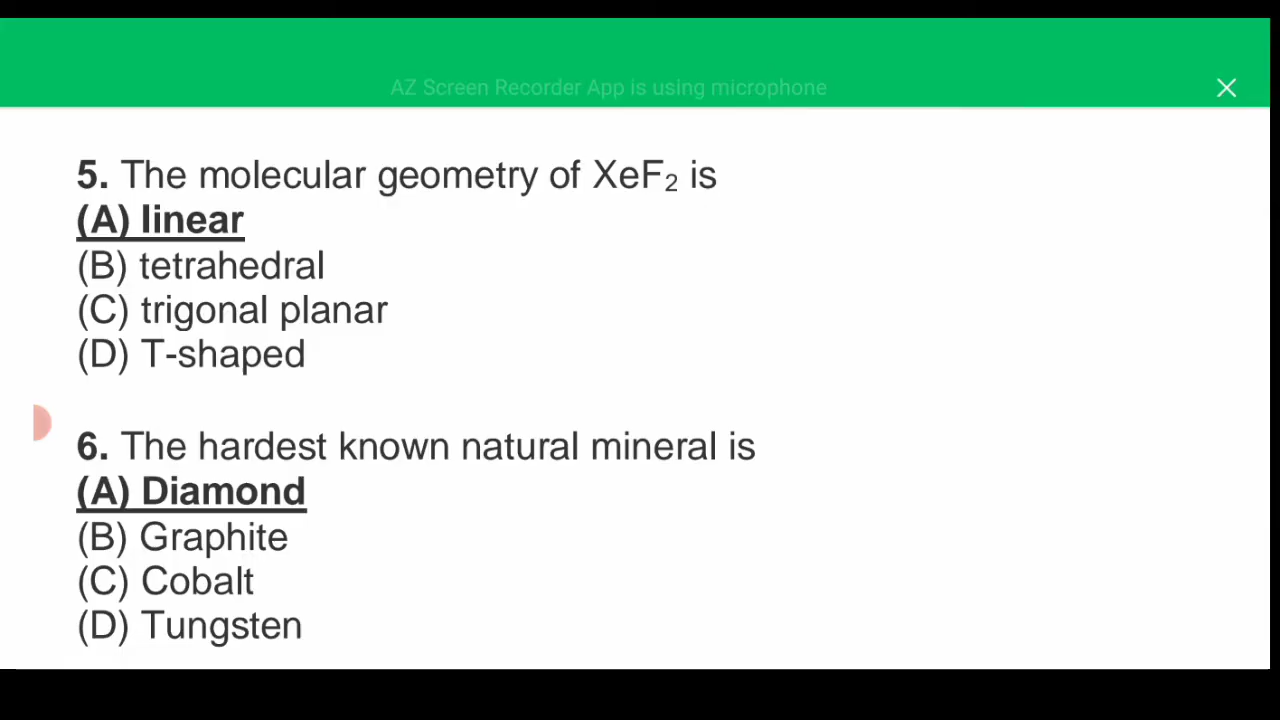 AZ Screen Recorder App is using microphone
5. The molecular geometry of XeF₂ is
(A) linear
(B) tetrahedral
(C) trigonal planar
(D) T-shaped
6. The hardest known natural mineral is
(A) Diamond
(B) Graphite
(C) Cobalt
(D) Tungsten